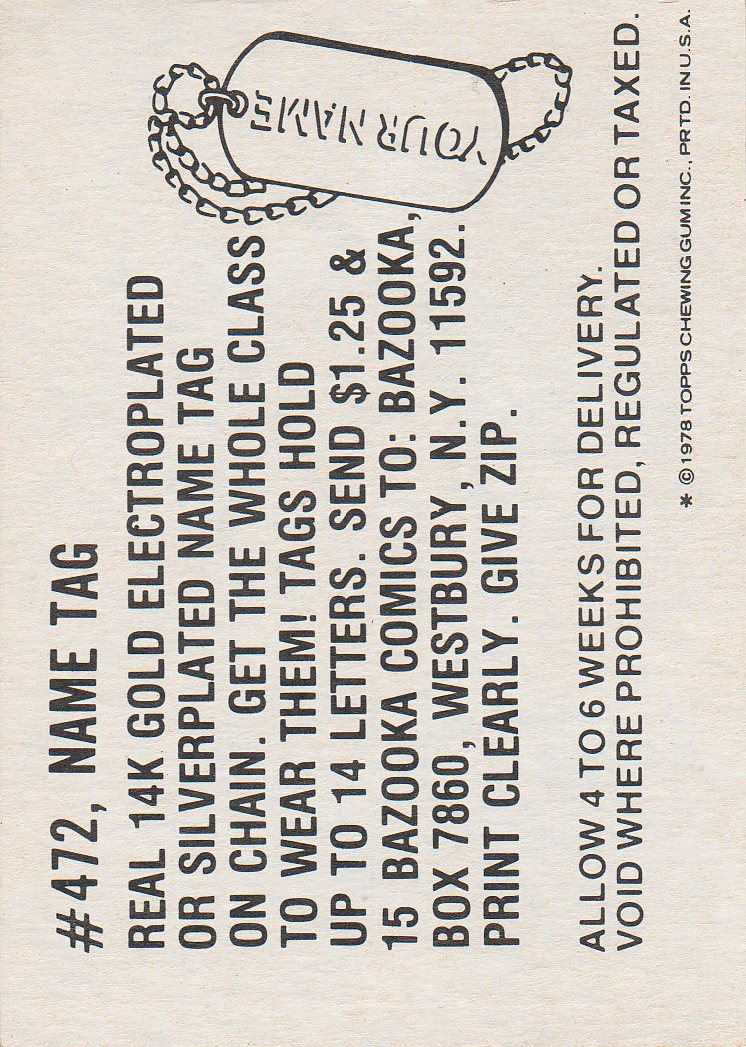 #472, NAME TAG
REAL 14K GOLD ELECTROPLATED
OR SILVERPLATED NAME TAG
ON CHAIN. GET THE WHOLE CLASS
TO WEAR THEM! TAGS HOLD
UP TO 14 LETTERS. SEND $1.25 &
15 BAZOOKA COMICS TO: BAZOOKA,
BOX 7860, WESTBURY, N.Y. 11592.
PRINT CLEARLY. GIVE ZIP.
YOUR NAME
ALLOW 4 TO 6 WEEKS FOR DELIVERY.
VOID WHERE PROHIBITED, REGULATED OR TAXED.
* © 1978 TOPPS CHEWING GUM INC., PRTD. IN U.S.A.